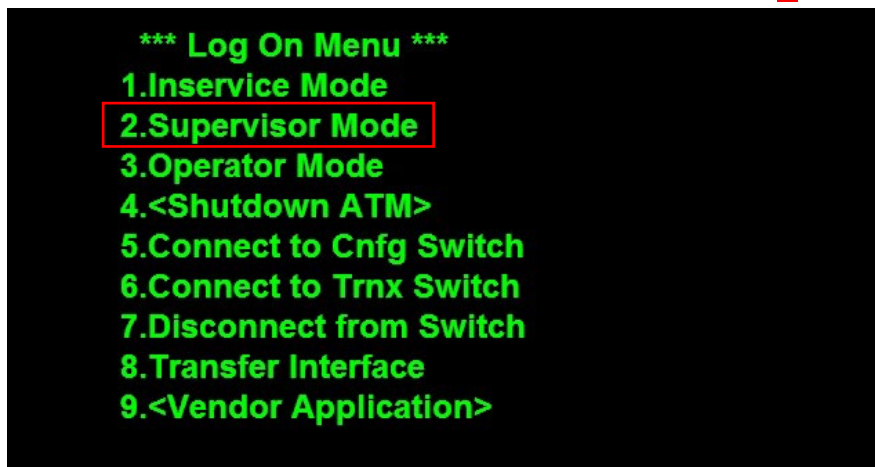 *** Log On Menu ***
1.Inservice Mode
2.Supervisor Mode
3.Operator Mode
4.<Shutdown ATM>
5.Connect to Cnfg Switch
6.Connect to Trnx Switch
7.Disconnect from Switch
8.Transfer Interface
9.<Vendor Application>